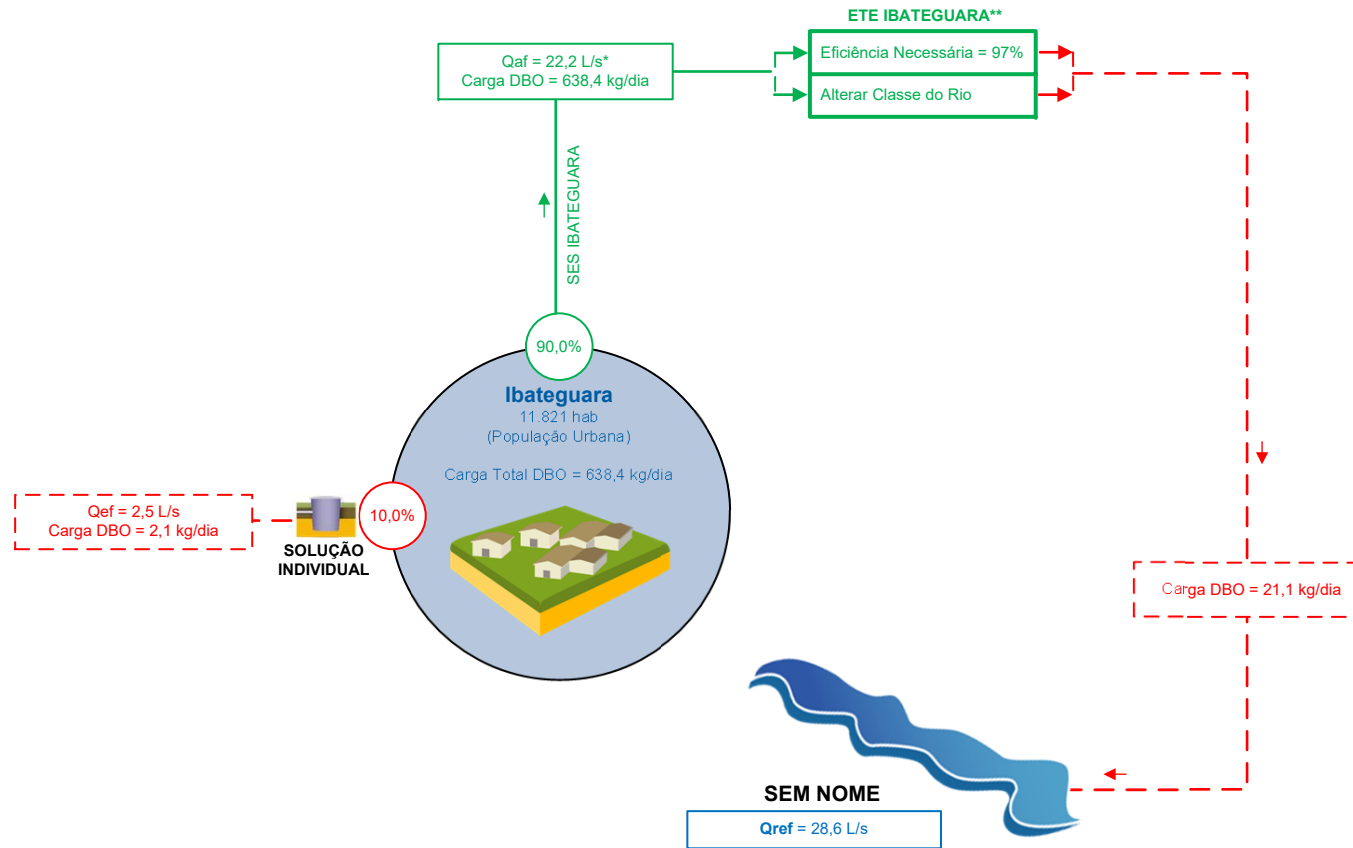 ETE IBATEGUARA**
Qaf = 22,2 L/s*
Carga DBO = 638,4 kg/dia
Eficiência Necessária = 97%
Alterar Classe do Rio
SES IBATEGUARA
90,0%
Ibateguara
11.821 hab
(População Urbana)
Carga Total DBO = 638,4 kg/dia
Qef = 2,5 L/s
Carga DBO = 2,1 kg/dia
10,0%
SOLUÇÃO
INDIVIDUAL
Carga DBO = 21,1 kg/dia
SEM NOME
Qref = 28,6 L/s